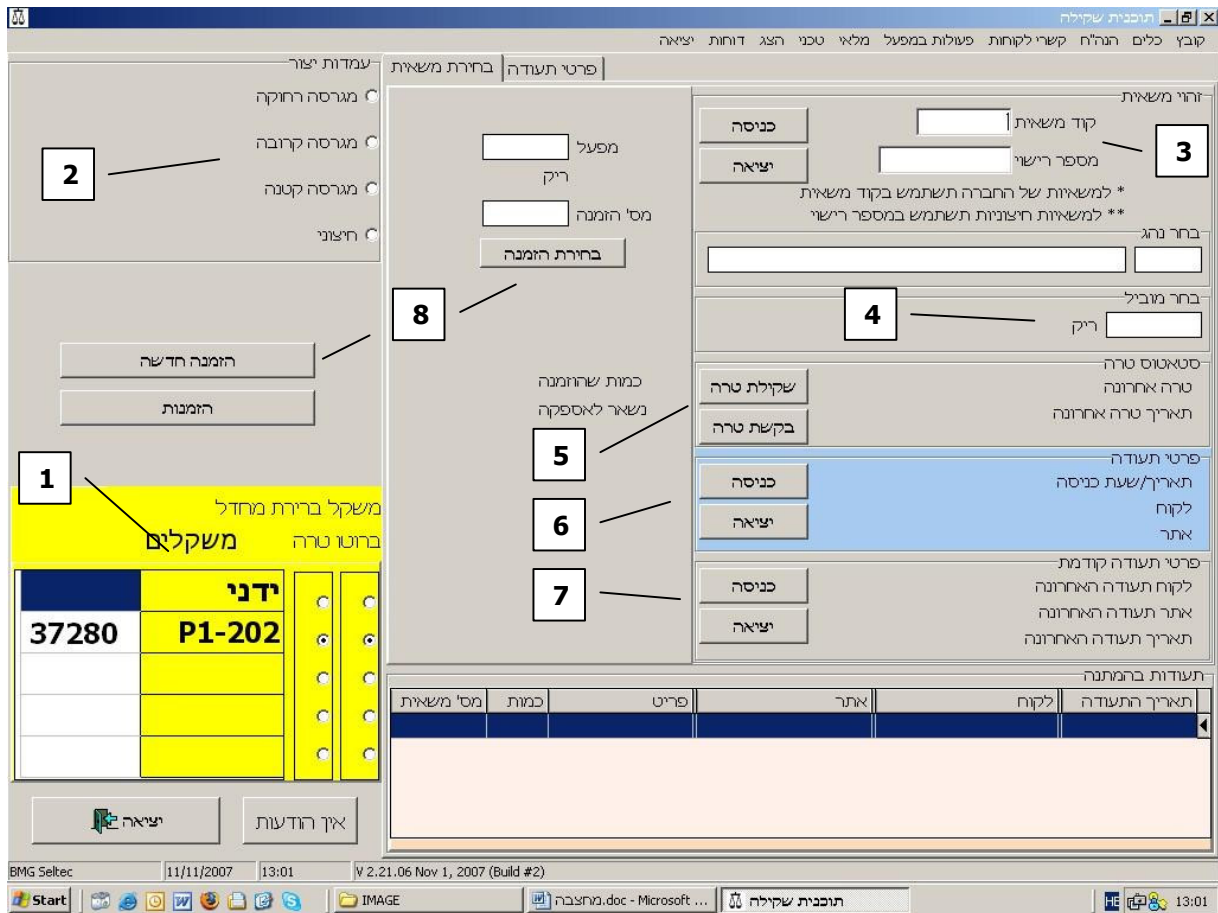 תוכנית שקילה
קובץ כלים הנה"ח קשרי לקוחות פעולות במפעל מלאי טכני הצג דוחות יציאה
בחירת משאית פרטי תעודה
זהוי משאית
קוד משאית 1 כניסה
מספר רישוי יציאה
3
* למשאיות של החברה תשתמש בקוד משאית
** למשאיות חיצוניות תשתמש במספר רישוי
בחר נהג
בחר מוביל
ריק
4
סטאטוס טרה
טרה אחרונה שקילת טרה
תאריך טרה אחרונה בקשת טרה
5
פרטי תעודה
תאריך/שעת כניסה כניסה
לקוח יציאה
אתר
6
פרטי תעודה קודמת
לקוח תעודה האחרונה כניסה
אתר תעודה האחרונה יציאה
תאריך תעודה האחרונה
7
מפעל
ריק
מס' הזמנה
בחירת הזמנה
8
כמות שהוזמנה
נשאר לאספקה
תעודות בהמתנה
תאריך התעודה לקוח אתר פריט כמות מס' משאית
עמדות יצור
מגרסה רחוקה
מגרסה קרובה
מגרסה קטנה
חיצוני
2
הזמנה חדשה
הזמנות
1
משקל ברירת מחדל
ברוטו טרה משקלים
ידני
P1-202 37280
אין הודעות יציאה
BMG Seltec 11/11/2007 13:01 V 2.21.06 Nov 1, 2007 (Build #2)
Start IMAGE מחצבה.doc - Microsoft ... תוכנית שקילה HE 13:01